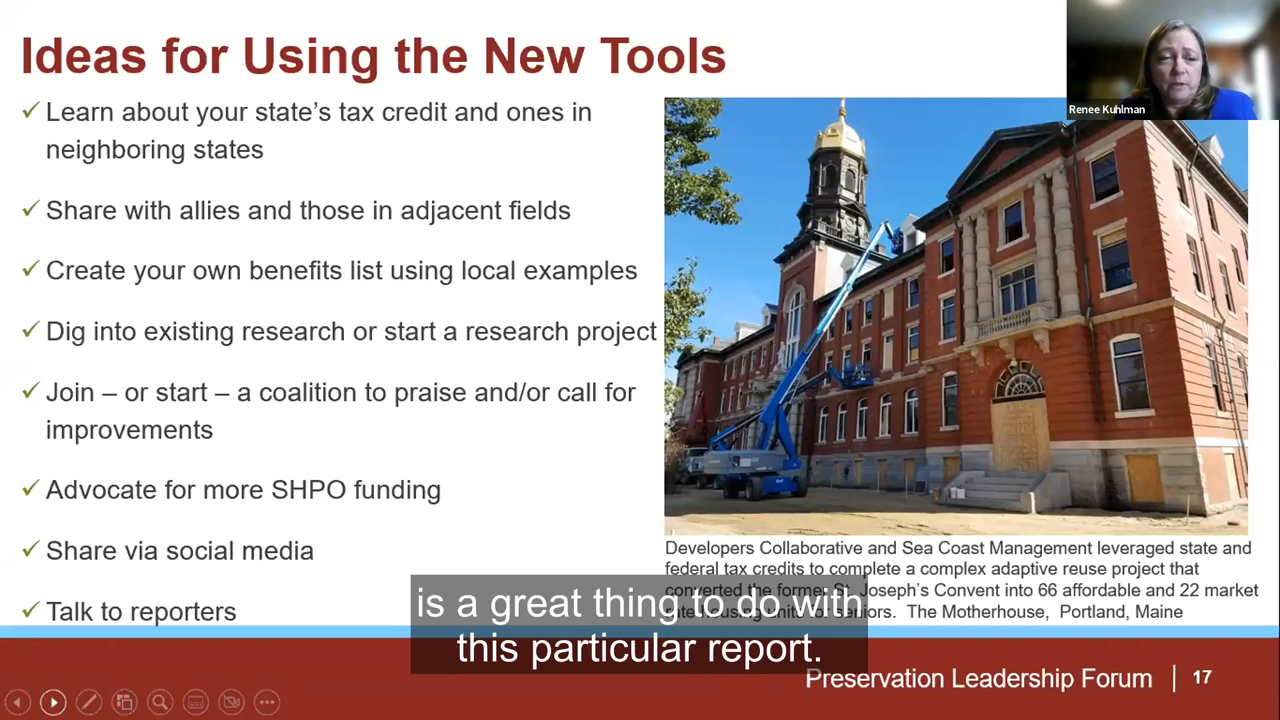 Ideas for Using the New Tools
Renee Kuhlman
✓ Learn about your state's tax credit and ones in
neighboring states
✓ Share with allies and those in adjacent fields
✓ Create your own benefits list using local examples
✓ Dig into existing research or start a research project
✓ Join – or start – a coalition to praise and/or call for
improvements
✓ Advocate for more SHPO funding
✓ Share via social media
✓ Talk to reporters
Developers Collaborative and Sea Coast Management leveraged state and
federal tax credits to complete a complex adaptive reuse project that
converted the former St. Joseph's Convent into 66 affordable and 22 market
rate housing units for seniors. The Motherhouse, Portland, Maine
is a great thing to do with
this particular report.
Preservation Leadership Forum | 17